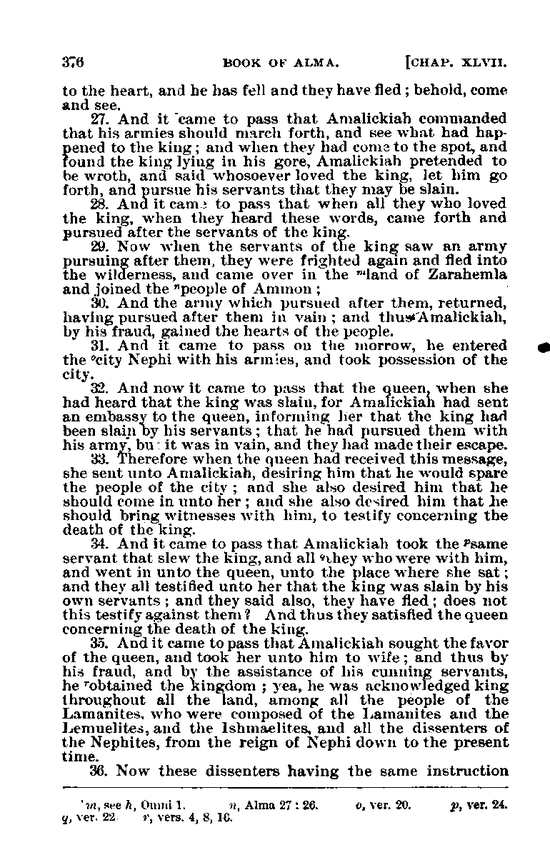 376 BOOK OF ALMA. [CHAP. XLVII.
to the heart, and he has fell and they have fled; behold, come
and see.
27. And it came to pass that Amalickiah commanded
that his armies should march forth, and see what had hap-
pened to the king; and when they had come to the spot, and
found the king lying in his gore, Amalickiah pretended to
be wroth, and said whosoever loved the king, let him go
forth, and pursue his servants that they may be slain.
28. And it came to pass that when all they who loved
the king, when they heard these words, came forth and
pursued after the servants of the king.
29. Now when the servants of the king saw an army
pursuing after them, they were frighted again and fled into
the wilderness, and came over in the ᵐland of Zarahemla
and joined the ⁿpeople of Ammon;
30. And the army which pursued after them, returned,
having pursued after them in vain; and thus Amalickiah,
by his fraud, gained the hearts of the people.
31. And it came to pass on the morrow, he entered
the ᵒcity Nephi with his armies, and took possession of the
city.
32. And now it came to pass that the queen, when she
had heard that the king was slain, for Amalickiah had sent
an embassy to the queen, informing her that the king had
been slain by his servants; that he had pursued them with
his army, but it was in vain, and they had made their escape.
33. Therefore when the queen had received this message,
she sent unto Amalickiah, desiring him that he would spare
the people of the city; and she also desired him that he
should come in unto her; and she also desired him that he
should bring witnesses with him, to testify concerning the
death of the king.
34. And it came to pass that Amalickiah took the ᵖsame
servant that slew the king, and all qthey who were with him,
and went in unto the queen, unto the place where she sat;
and they all testified unto her that the king was slain by his
own servants; and they said also, they have fled; does not
this testify against them? And thus they satisfied the queen
concerning the death of the king.
35. And it came to pass that Amalickiah sought the favor
of the queen, and took her unto him to wife; and thus by
his fraud, and by the assistance of his cunning servants,
he ʳobtained the kingdom; yea, he was acknowledged king
throughout all the land, among all the people of the
Lamanites, who were composed of the Lamanites and the
Lemuelites, and the Ishmaelites, and all the dissenters of
the Nephites, from the reign of Nephi down to the present
time.
36. Now these dissenters having the same instruction
m, see h, Omni 1. n, Alma 27:26. o, ver. 20. p, ver. 24.
q, ver. 22 r, vers. 4, 8, 16.